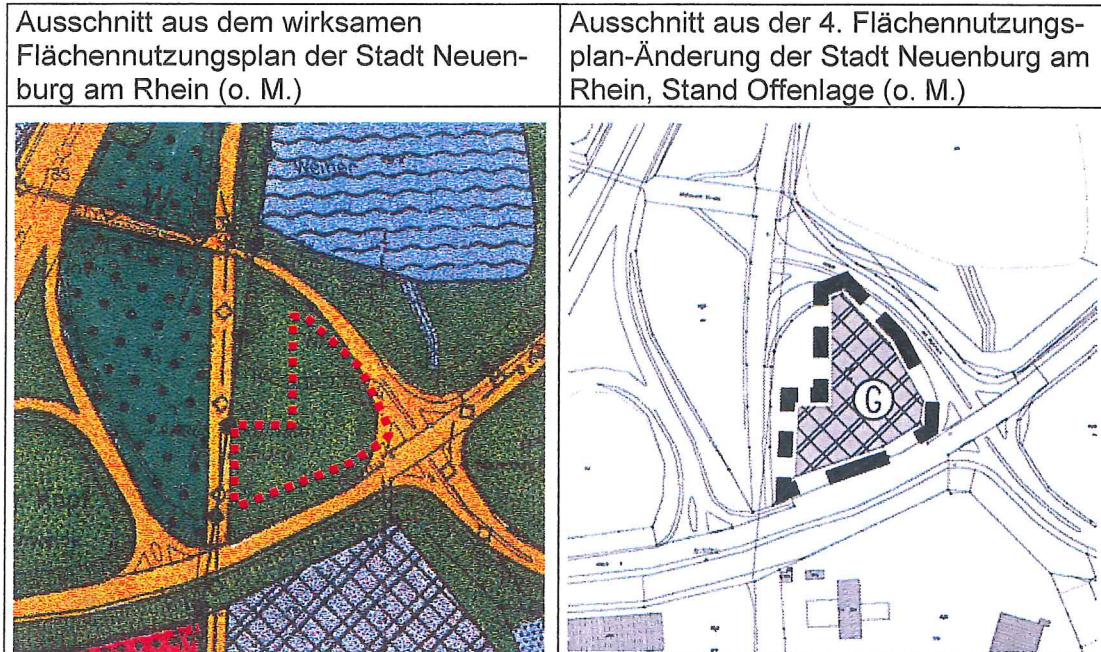 Ausschnitt aus dem wirksamen
Flächennutzungsplan der Stadt Neuen-
burg am Rhein (o. M.)
Ausschnitt aus der 4. Flächennutzungs-
plan-Änderung der Stadt Neuenburg am
Rhein, Stand Offenlage (o. M.)
Weiher
G